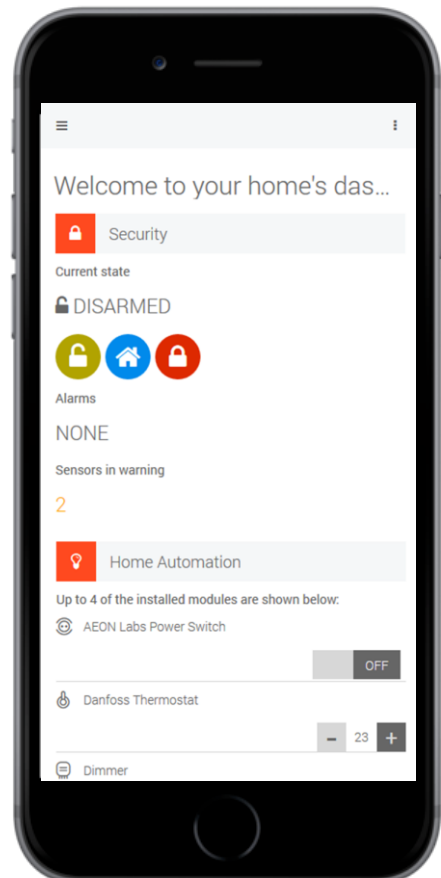 Welcome to your home's das...
Security
Current state
DISARMED
Alarms
NONE
Sensors in warning
2
Home Automation
Up to 4 of the installed modules are shown below:
AEON Labs Power Switch
OFF
Danfoss Thermostat
- 23 +
Dimmer